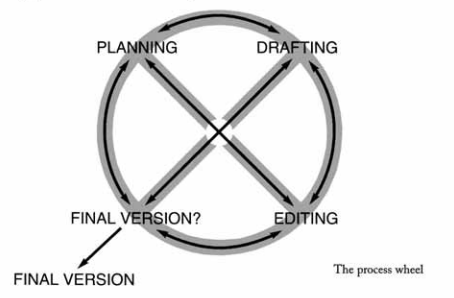 PLANNING
DRAFTING
FINAL VERSION?
EDITING
FINAL VERSION
The process wheel